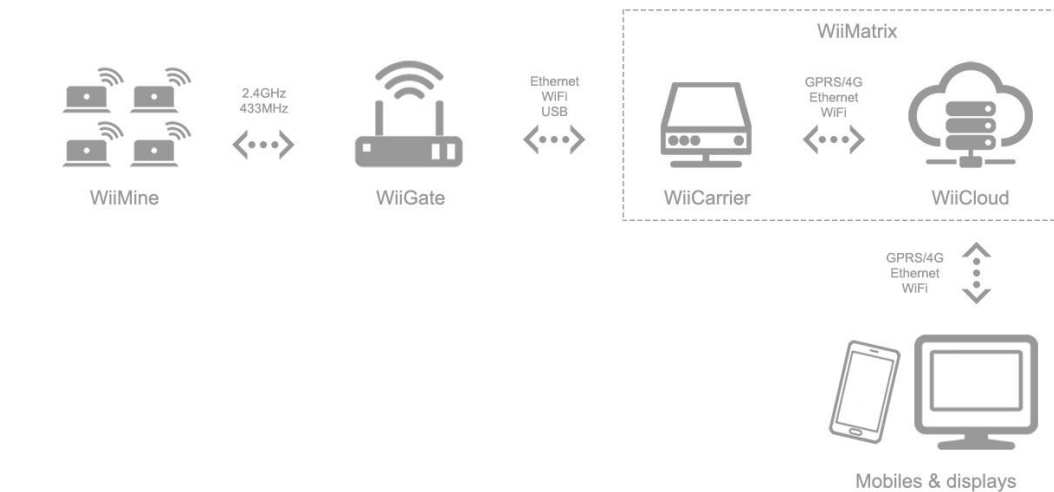 WiiMatrix
2.4GHz
433MHz
Ethernet
WiFi
USB
GPRS/4G
Ethernet
WiFi
WiiMine
WiiGate
WiiCarrier
WiiCloud
GPRS/4G
Ethernet
WiFi
Mobiles & displays